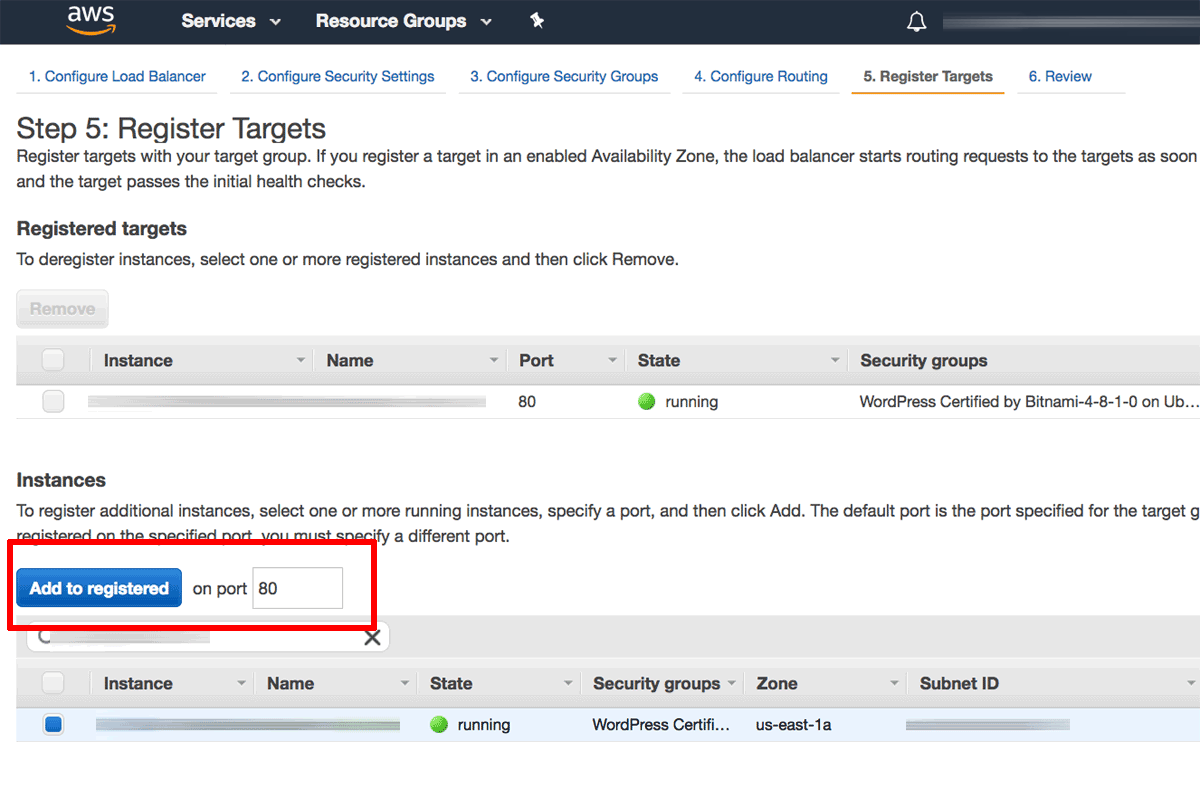 aws Services Resource Groups
1. Configure Load Balancer 2. Configure Security Settings 3. Configure Security Groups 4. Configure Routing 5. Register Targets 6. Review
Step 5: Register Targets
Register targets with your target group. If you register a target in an enabled Availability Zone, the load balancer starts routing requests to the targets as soon
and the target passes the initial health checks.
Registered targets
To deregister instances, select one or more registered instances and then click Remove.
Remove
Instance Name Port State Security groups
80 running WordPress Certified by Bitnami-4-8-1-0 on Ub...
Instances
To register additional instances, select one or more running instances, specify a port, and then click Add. The default port is the port specified for the target g
registered on the specified port, you must specify a different port.
Add to registered on port 80
Instance Name State Security groups Zone Subnet ID
running WordPress Certifi... us-east-1a